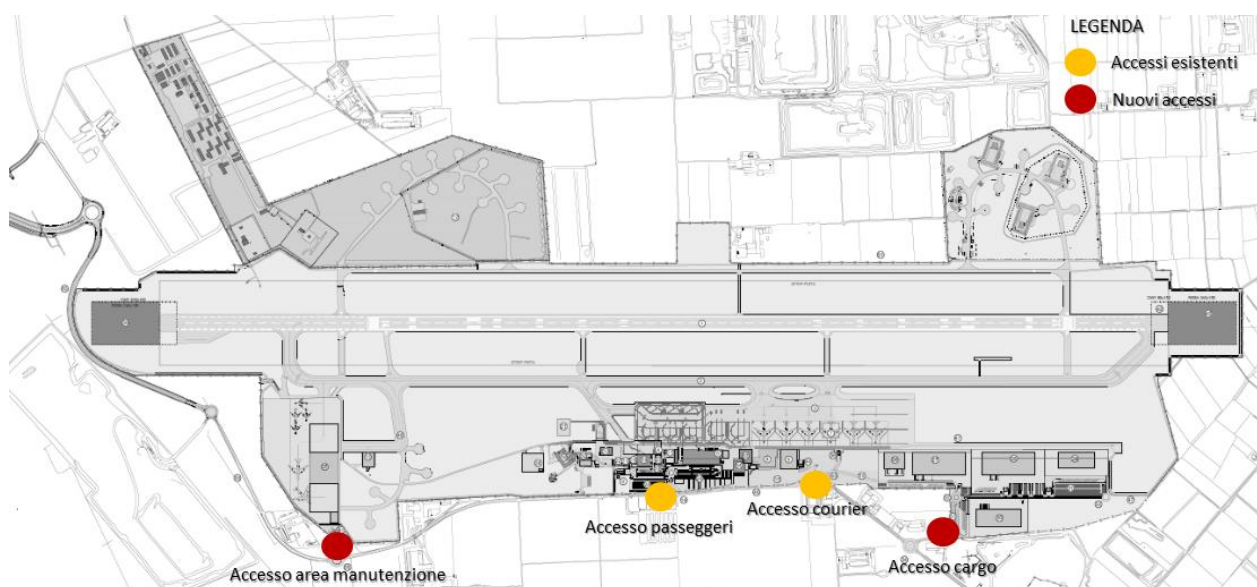 LEGENDA
Accessi esistenti
Nuovi accessi
Accesso passeggeri
Accesso courier
Accesso cargo
Accesso area manutenzione